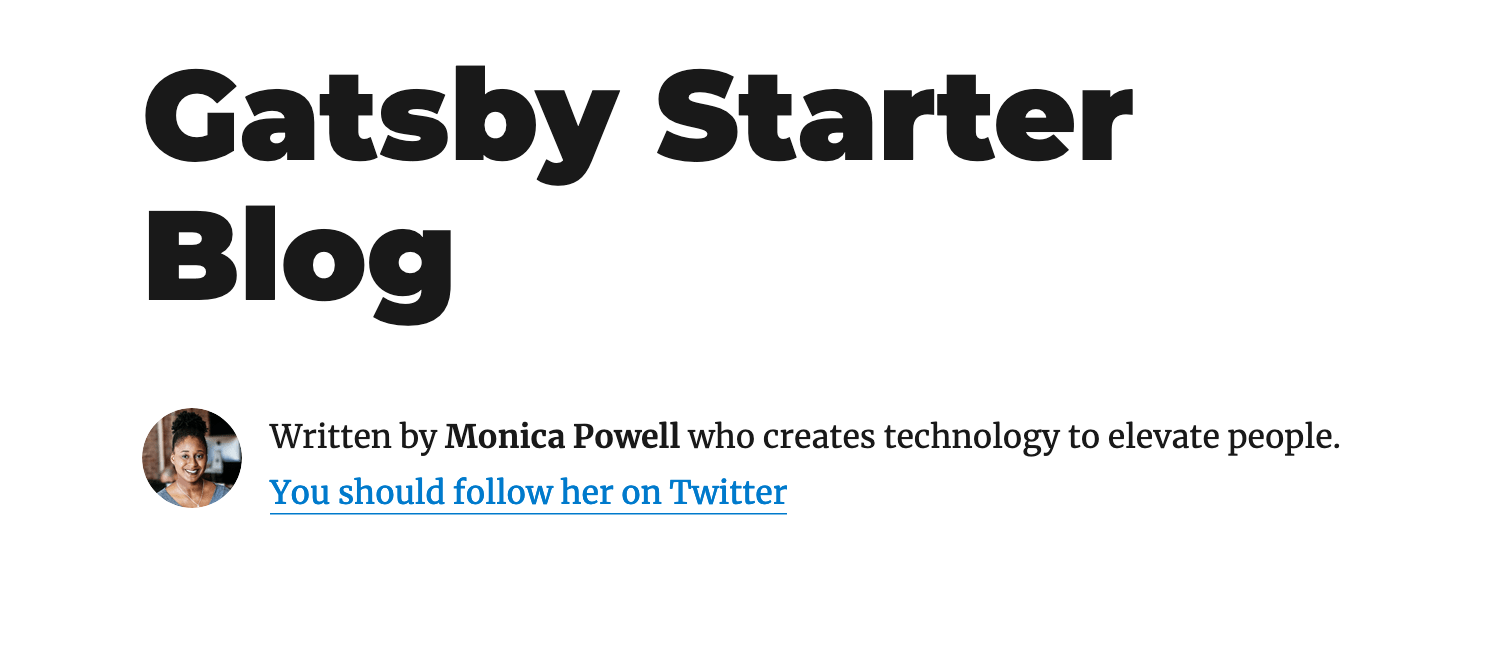 Gatsby Starter
Blog
Written by Monica Powell who creates technology to elevate people.
You should follow her on Twitter